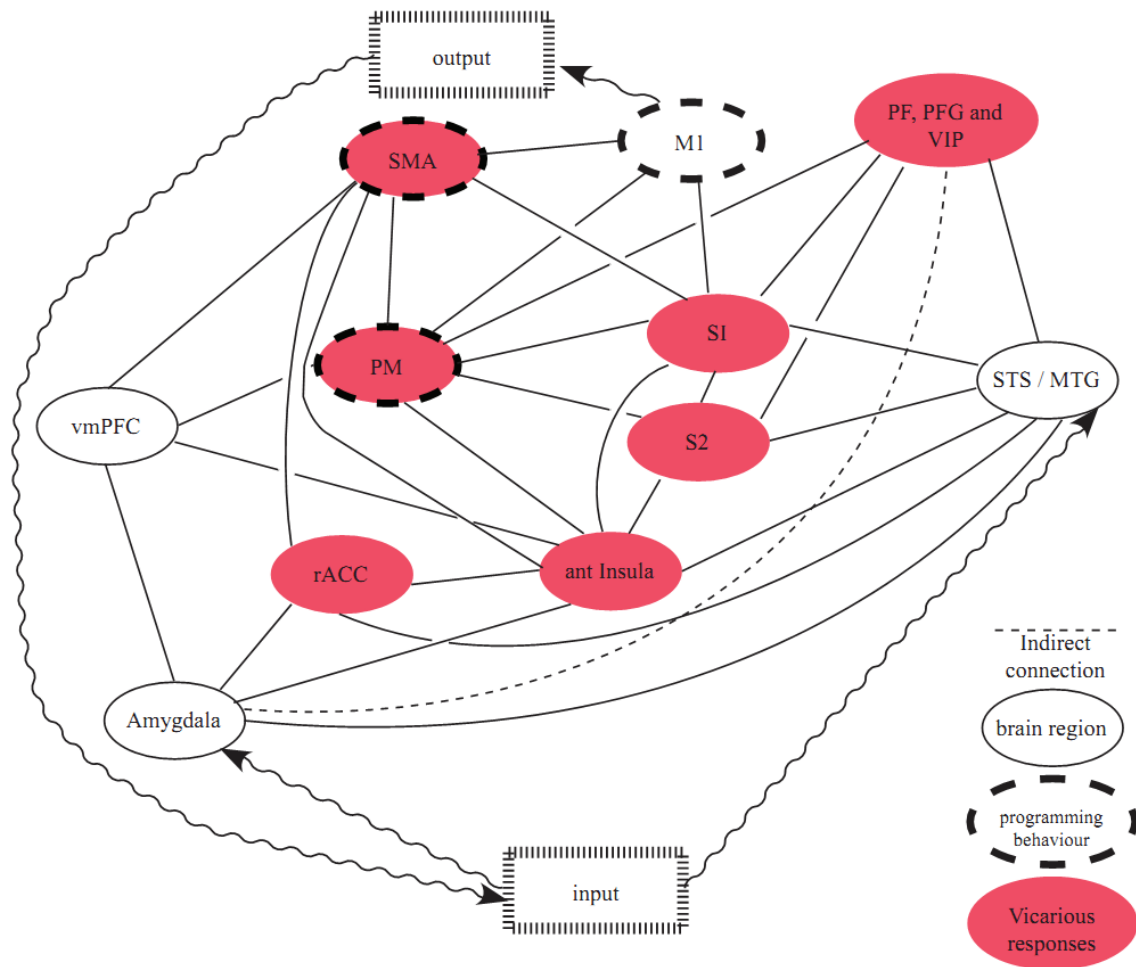 output
SMA
M1
PF, PFG and
VIP
SI
PM
STS / MTG
vmPFC
S2
rACC
ant Insula
Amygdala
input
Indirect
connection
brain region
programming
behaviour
Vicarious
responses